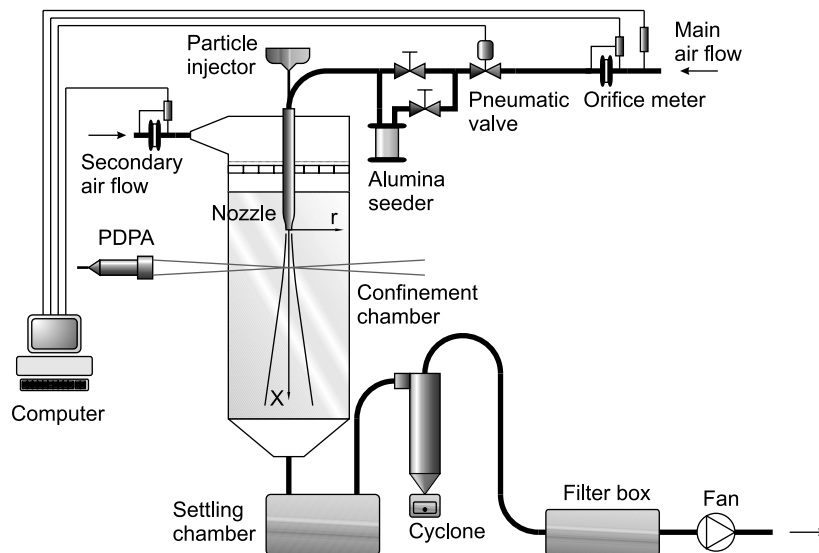 Particle
injector
Main
air flow
Pneumatic
valve
Orifice meter
Secondary
air flow
Alumina
seeder
Nozzle
r
PDPA
Confinement
chamber
X
Computer
Settling
chamber
Cyclone
Filter box
Fan